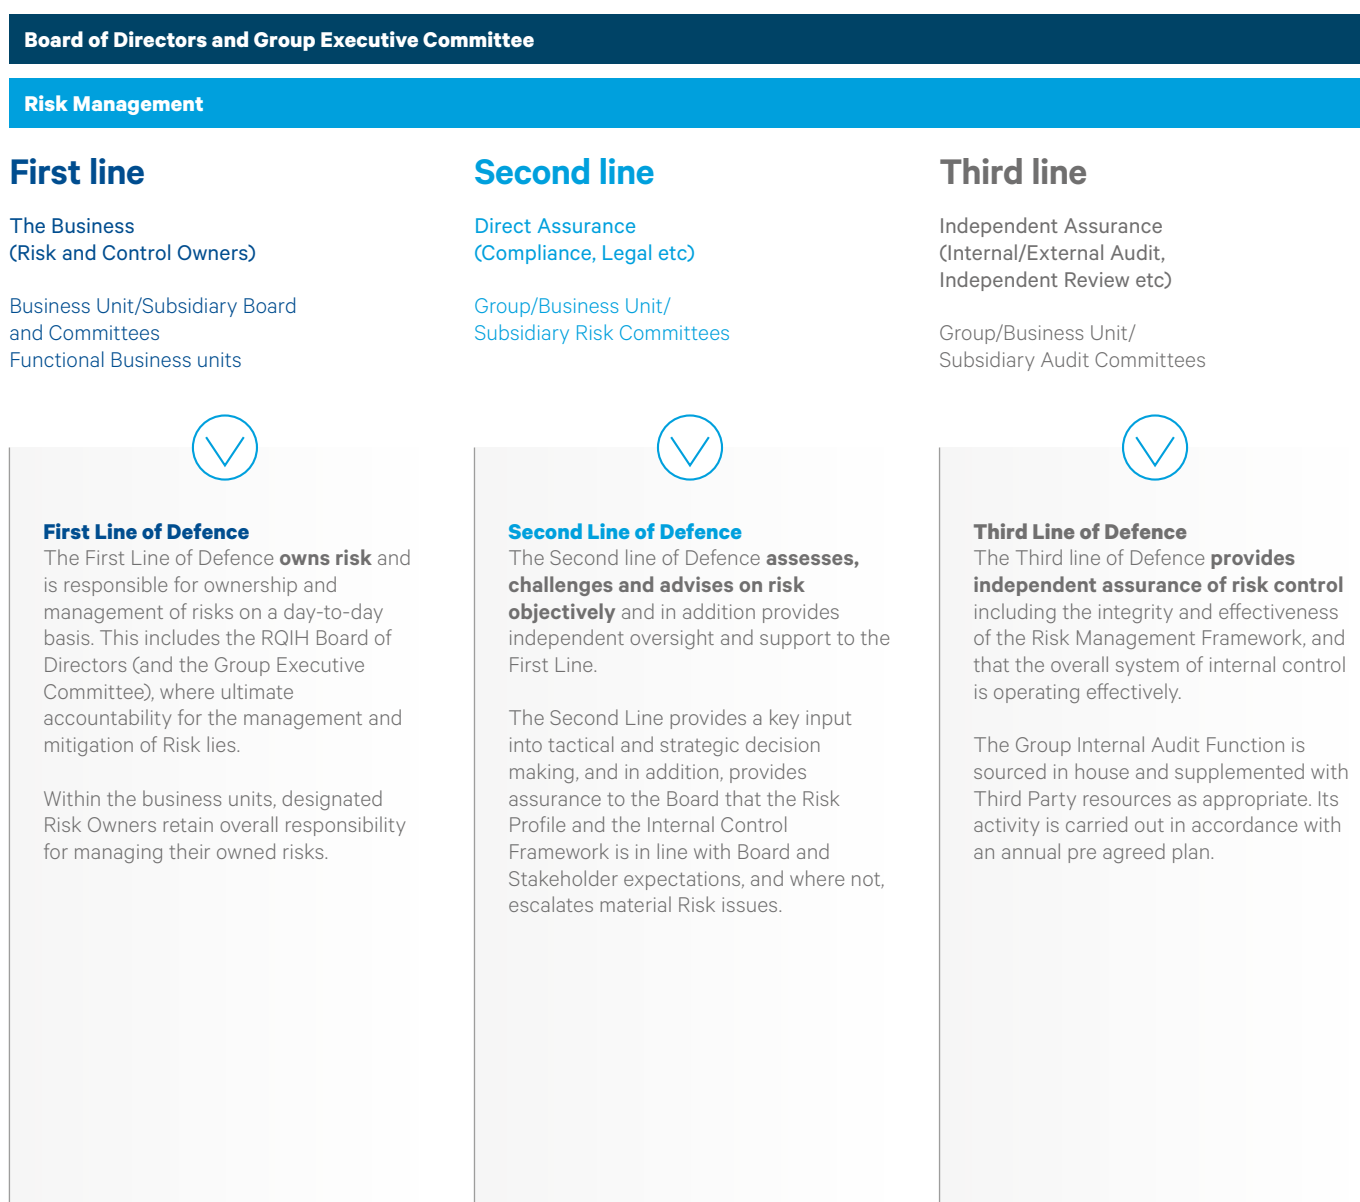 Board of Directors and Group Executive Committee
Risk Management
First line
The Business
(Risk and Control Owners)
Business Unit/Subsidiary Board
and Committees
Functional Business units
Second line
Direct Assurance
(Compliance, Legal etc)
Group/Business Unit/
Subsidiary Risk Committees
Third line
Independent Assurance
(Internal/External Audit,
Independent Review etc)
Group/Business Unit/
Subsidiary Audit Committees
First Line of Defence
The First Line of Defence owns risk and
is responsible for ownership and
management of risks on a day-to-day
basis. This includes the RQIH Board of
Directors (and the Group Executive
Committee), where ultimate
accountability for the management and
mitigation of Risk lies.
Within the business units, designated
Risk Owners retain overall responsibility
for managing their owned risks.
Second Line of Defence
The Second line of Defence assesses,
challenges and advises on risk
objectively and in addition provides
independent oversight and support to the
First Line.
The Second Line provides a key input
into tactical and strategic decision
making, and in addition, provides
assurance to the Board that the Risk
Profile and the Internal Control
Framework is in line with Board and
Stakeholder expectations, and where not,
escalates material Risk issues.
Third Line of Defence
The Third line of Defence provides
independent assurance of risk control
including the integrity and effectiveness
of the Risk Management Framework, and
that the overall system of internal control
is operating effectively.
The Group Internal Audit Function is
sourced in house and supplemented with
Third Party resources as appropriate. Its
activity is carried out in accordance with
an annual pre agreed plan.